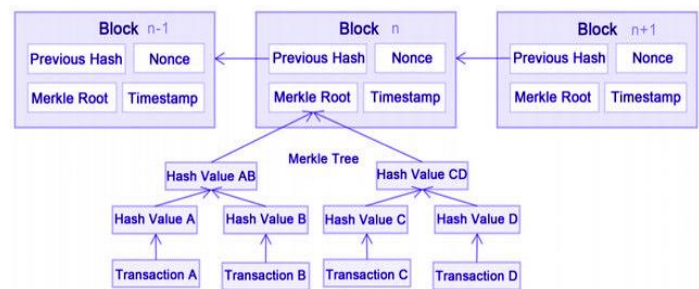 Block n-1
Block n
Block n+1
Previous Hash Nonce
Previous Hash Nonce
Previous Hash Nonce
Merkle Root Timestamp
Merkle Root Timestamp
Merkle Root Timestamp
Merkle Tree
Hash Value AB
Hash Value CD
Hash Value A
Hash Value B
Hash Value C
Hash Value D
Transaction A
Transaction B
Transaction C
Transaction D